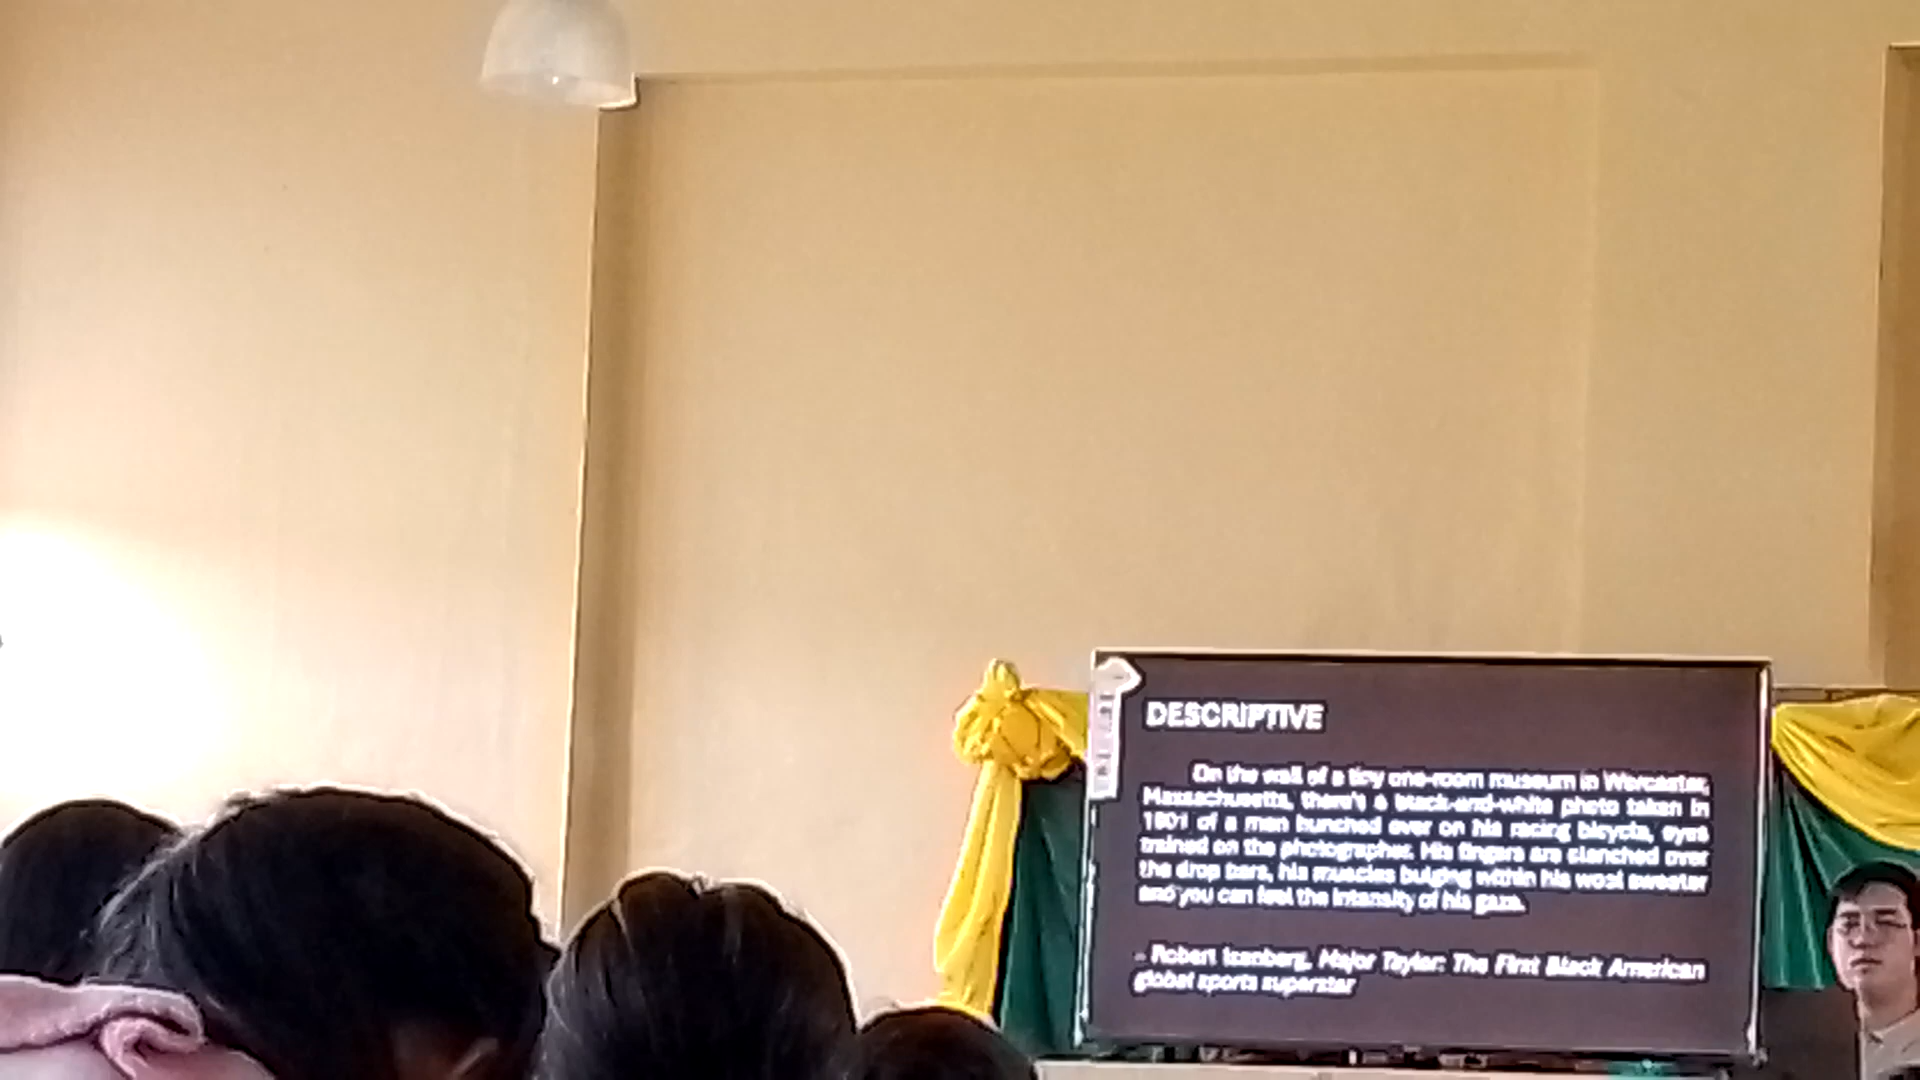 DESCRIPTIVE
On the wall of a tiny one-room museum in Worcester,
Massachusetts, there's a black-and-white photo taken in
1901 of a man hunched over on his racing bicycle, eyes
trained on the photographer. His fingers are clenched over
the drop bars, his muscles bulging within his wool sweater
and you can feel the intensity of his gaze.
- Robert Isenberg, Major Taylor: The First Black American
global sports superstar